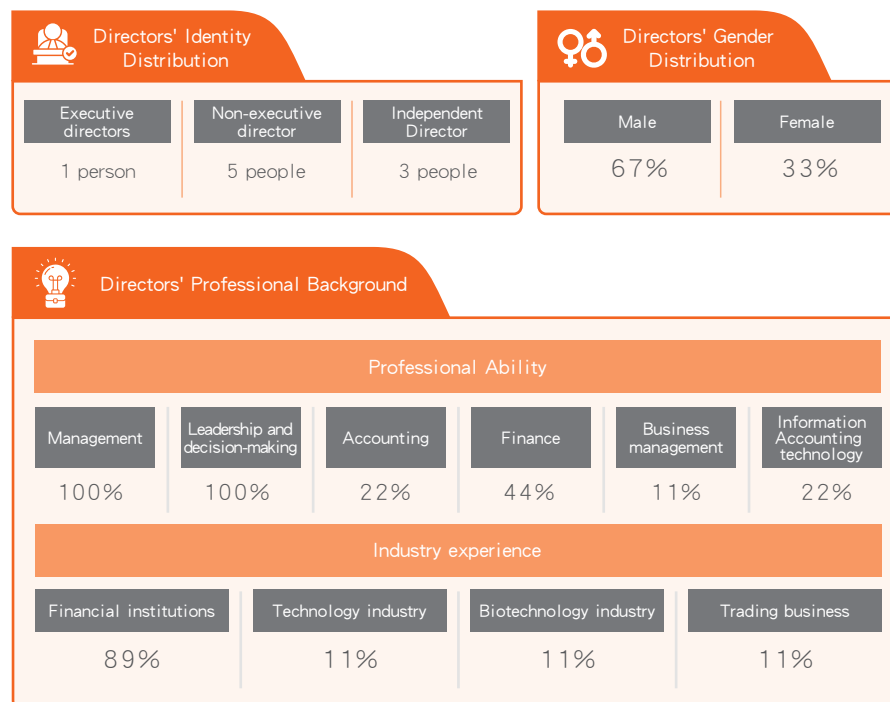 Directors' Identity
Distribution
Executive
directors
Non-executive
director
Independent
Director
1 person
5 people
3 people
Directors' Gender
Distribution
Male
Female
67%
33%
Directors' Professional Background
Professional Ability
Management
Leadership and
decision-making
Accounting
Finance
Business
management
Information
Accounting
technology
100%
100%
22%
44%
11%
22%
Industry experience
Financial institutions
Technology industry
Biotechnology industry
Trading business
89%
11%
11%
11%